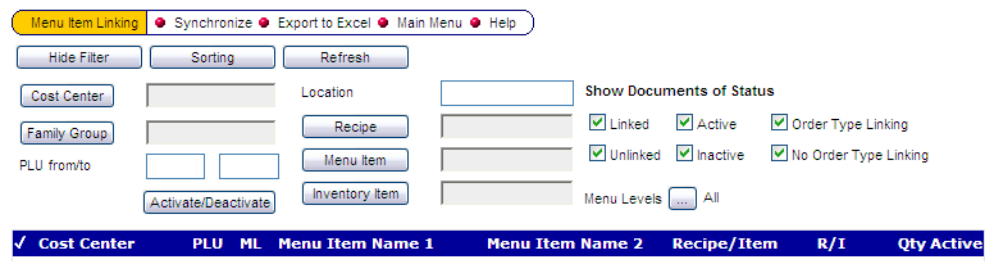 Menu Item Linking Synchronize Export to Excel Main Menu Help
Hide Filter Sorting Refresh
Cost Center Location Show Documents of Status
Family Group Recipe Linked Active Order Type Linking
PLU from/to Menu Item Unlinked Inactive No Order Type Linking
Activate/Deactivate Inventory Item Menu Levels ... All
✓ Cost Center PLU ML Menu Item Name 1 Menu Item Name 2 Recipe/Item R/I Qty Active